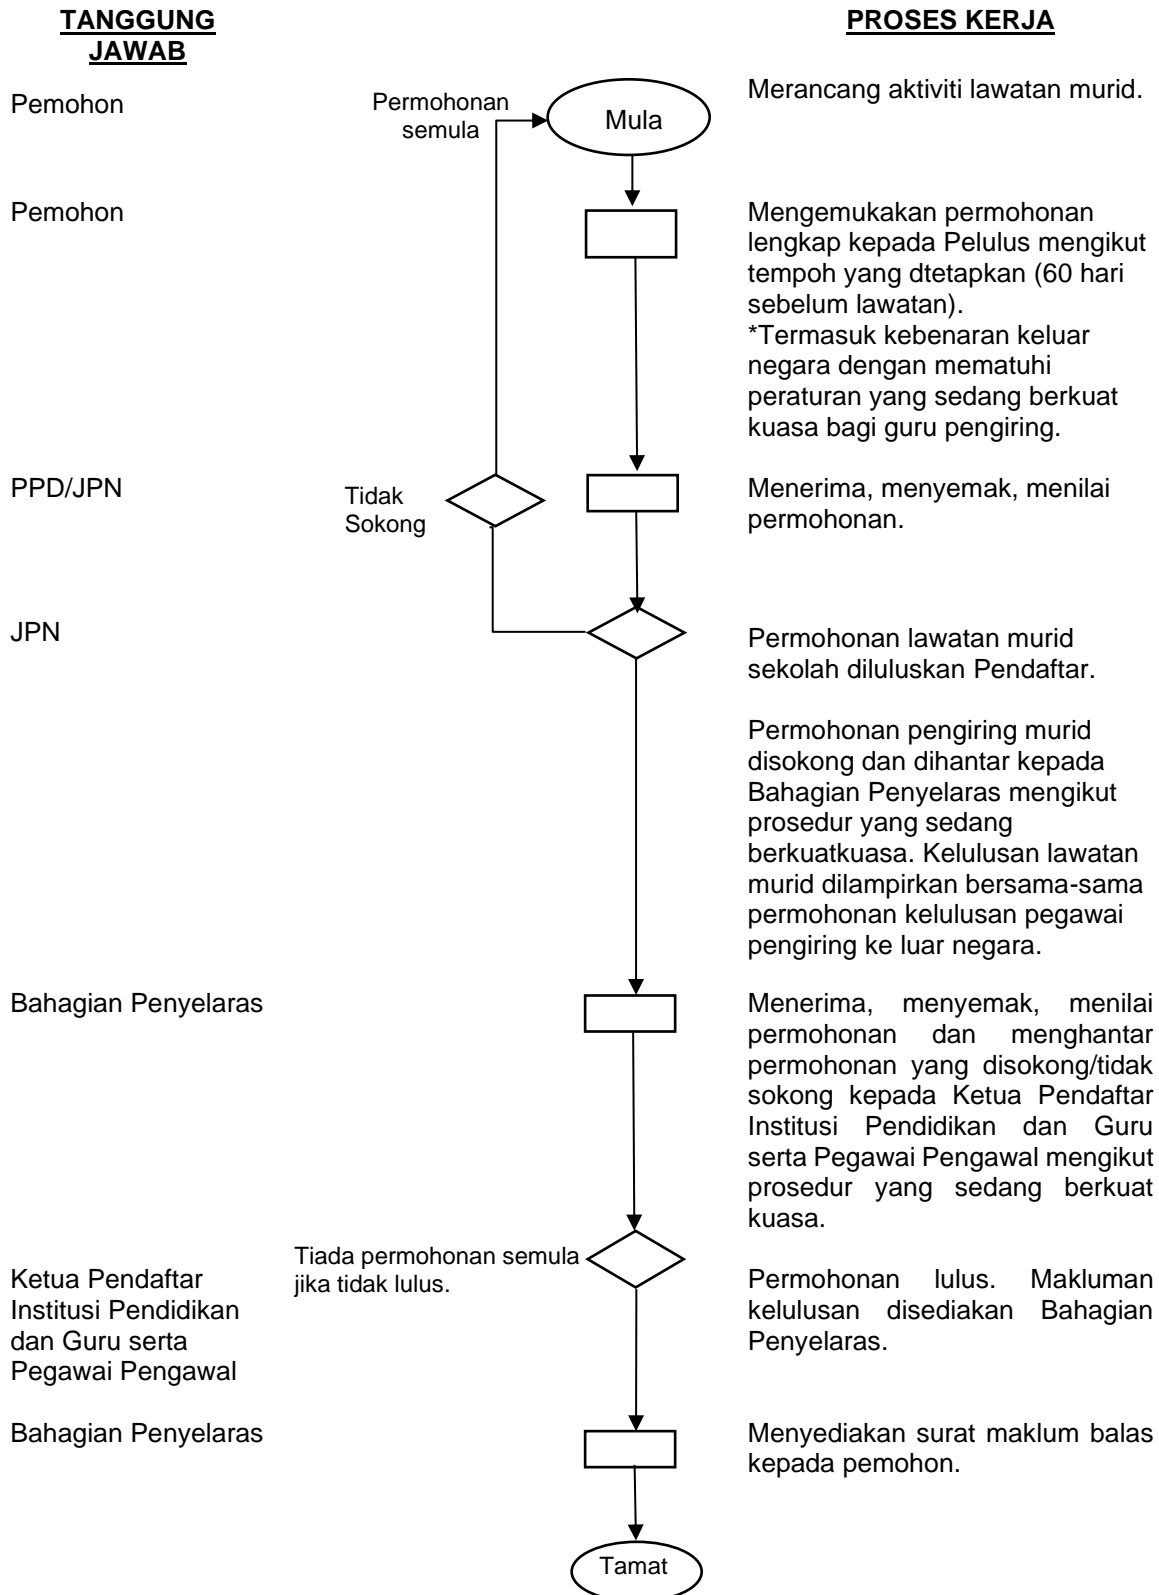 TANGGUNG
JAWAB
PROSES KERJA
Pemohon
Permohonan
semula
Mula
Merancang aktiviti lawatan murid.
Pemohon
Mengemukakan permohonan
lengkap kepada Pelulus mengikut
tempoh yang dtetapkan (60 hari
sebelum lawatan).
*Termasuk kebenaran keluar
negara dengan mematuhi
peraturan yang sedang berkuat
kuasa bagi guru pengiring.
PPD/JPN
Tidak
Sokong
Menerima, menyemak, menilai
permohonan.
JPN
Permohonan lawatan murid
sekolah diluluskan Pendaftar.
Permohonan pengiring murid
disokong dan dihantar kepada
Bahagian Penyelaras mengikut
prosedur yang sedang
berkuatkuasa. Kelulusan lawatan
murid dilampirkan bersama-sama
permohonan kelulusan pegawai
pengiring ke luar negara.
Bahagian Penyelaras
Menerima, menyemak, menilai
permohonan dan menghantar
permohonan yang disokong/tidak
sokong kepada Ketua Pendaftar
Institusi Pendidikan dan Guru
serta Pegawai Pengawal mengikut
prosedur yang sedang berkuat
kuasa.
Tiada permohonan semula
jika tidak lulus.
Ketua Pendaftar
Institusi Pendidikan
dan Guru serta
Pegawai Pengawal
Permohonan lulus. Makluman
kelulusan disediakan Bahagian
Penyelaras.
Bahagian Penyelaras
Menyediakan surat maklum balas
kepada pemohon.
Tamat